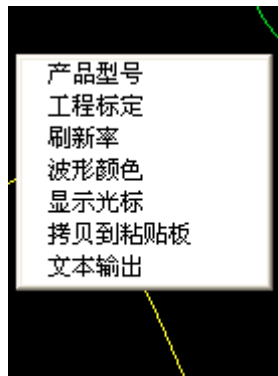 产品型号
工程标定
刷新率
波形颜色
显示光标
拷贝到粘贴板
文本输出